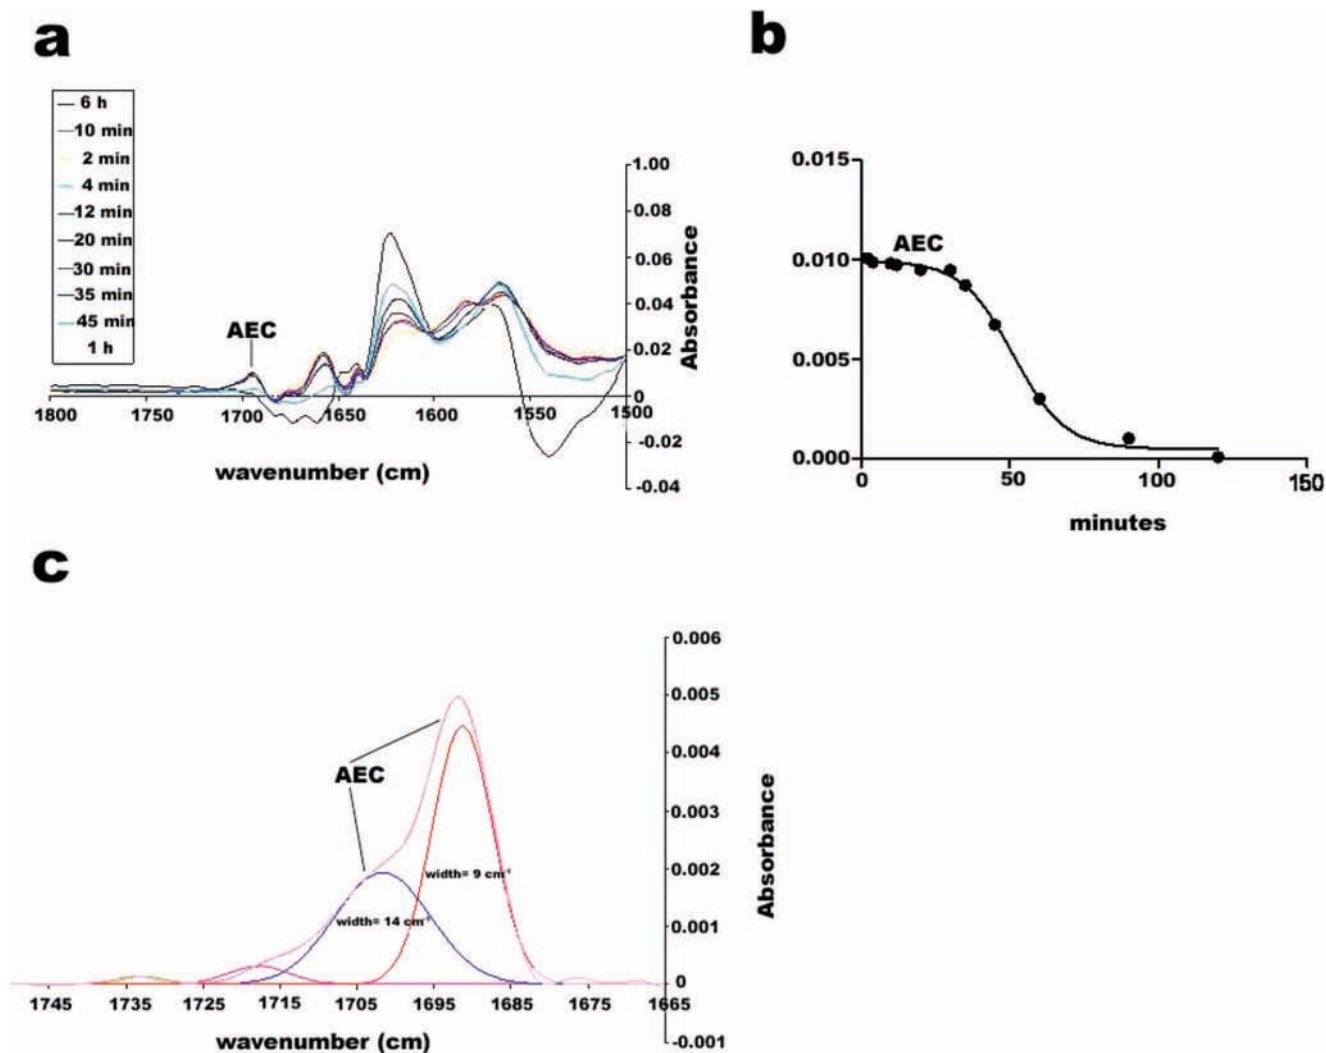 a
6 h
10 min
2 min
4 min
12 min
20 min
30 min
35 min
45 min
1 h
AEC
1.00
0.08
0.06
0.04
0.02
0
-0.02
-0.04
Absorbance
1800 1750 1700 1650 1600 1550 1500
wavenumber (cm)
b
0.015
0.010
0.005
0.000
AEC
0 50 100 150
minutes
c
0.006
0.005
0.004
0.003
0.002
0.001
0
-0.001
Absorbance
AEC
width= 9 cm-1
width= 14 cm-1
1745 1735 1725 1715 1705 1695 1685 1675 1665
wavenumber (cm)